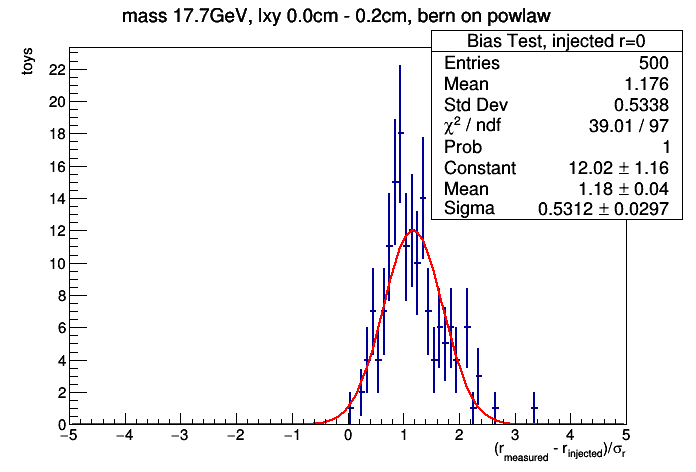 mass 17.7GeV, lxy 0.0cm - 0.2cm, bern on powlaw
Bias Test, injected r=0
Entries 500
Mean 1.176
Std Dev 0.5338
χ² / ndf 39.01 / 97
Prob 1
Constant 12.02 ± 1.16
Mean 1.18 ± 0.04
Sigma 0.5312 ± 0.0297
toys
22
20
18
16
14
12
10
8
6
4
2
0
−5 −4 −3 −2 −1 0 1 2 3 4 5
(r_measured - r_injected)/σ_r